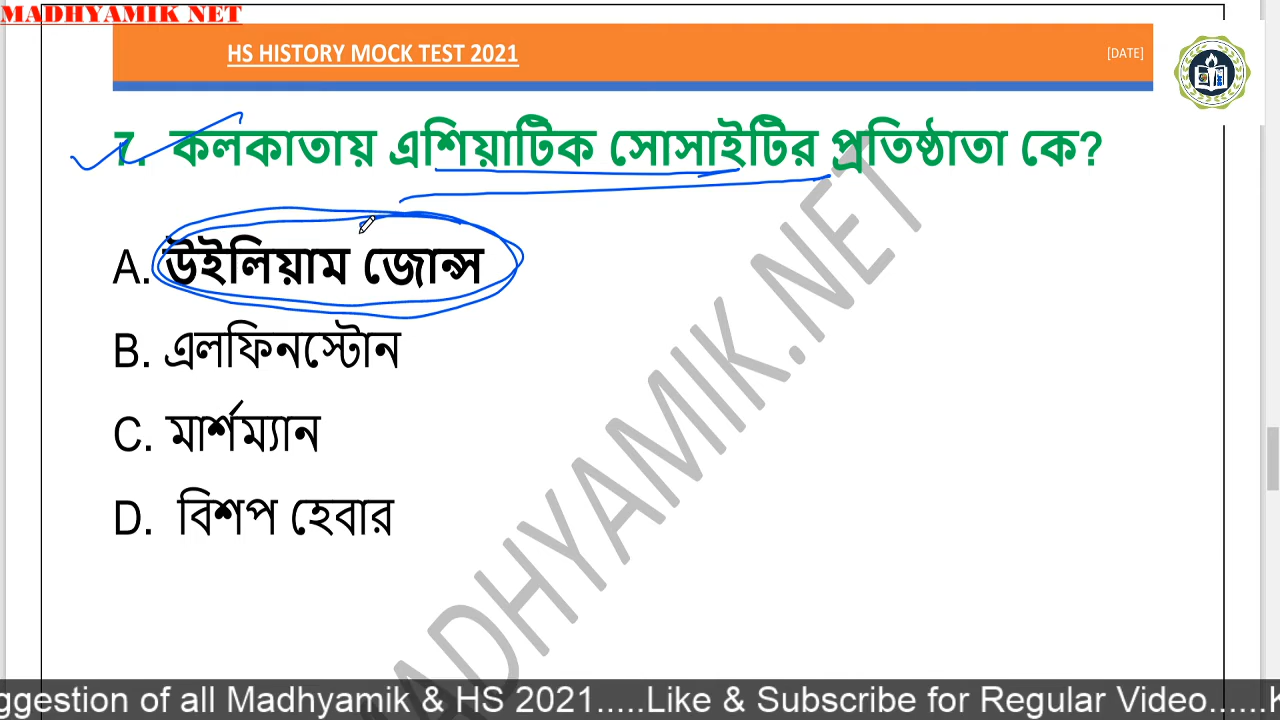 MADHYAMIK NET
HS HISTORY MOCK TEST 2021
[DATE]
7. কলকাতায় এশিয়াটিক সোসাইটির প্রতিষ্ঠাতা কে?
A. উইলিয়াম জোন্স
B. এলফিনস্টোন
C. মার্শম্যান
D. বিশপ হেবার
MADHYAMIK.NET
ggestion of all Madhyamik & HS 2021.....Like & Subscribe for Regular Video......K